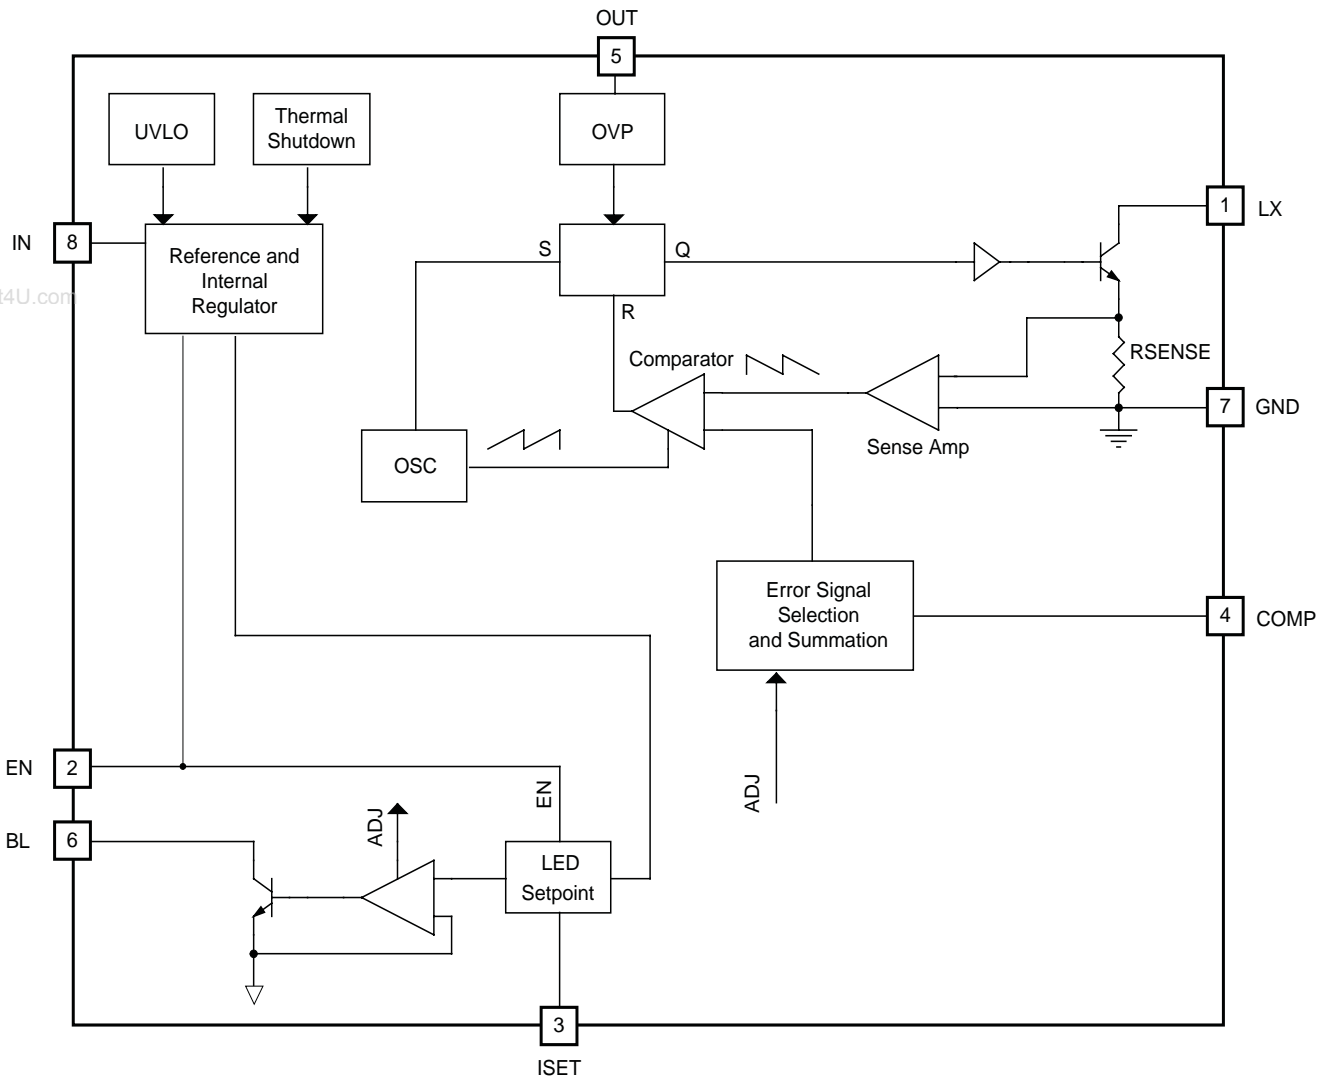 OUT
5
UVLO
Thermal
Shutdown
OVP
1
LX
IN
8
Reference and
Internal
Regulator
S
Q
R
t4U.com
Comparator
RSENSE
7
GND
Sense Amp
OSC
Error Signal
Selection
and Summation
4
COMP
EN
2
EN
ADJ
ADJ
BL
6
LED
Setpoint
3
ISET